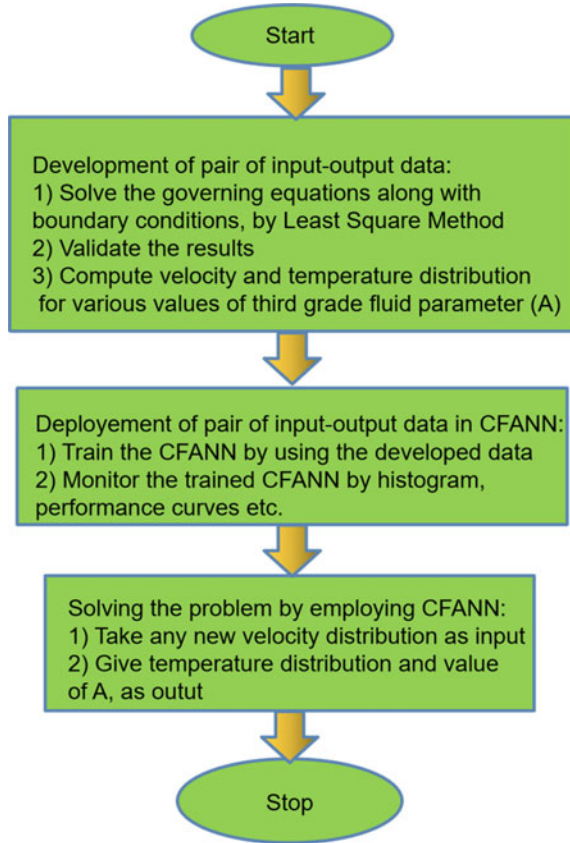 Start
Development of pair of input-output data:
1) Solve the governing equations along with
boundary conditions, by Least Square Method
2) Validate the results
3) Compute velocity and temperature distribution
for various values of third grade fluid parameter (A)
Deployement of pair of input-output data in CFANN:
1) Train the CFANN by using the developed data
2) Monitor the trained CFANN by histogram,
performance curves etc.
Solving the problem by employing CFANN:
1) Take any new velocity distribution as input
2) Give temperature distribution and value
of A, as outut
Stop